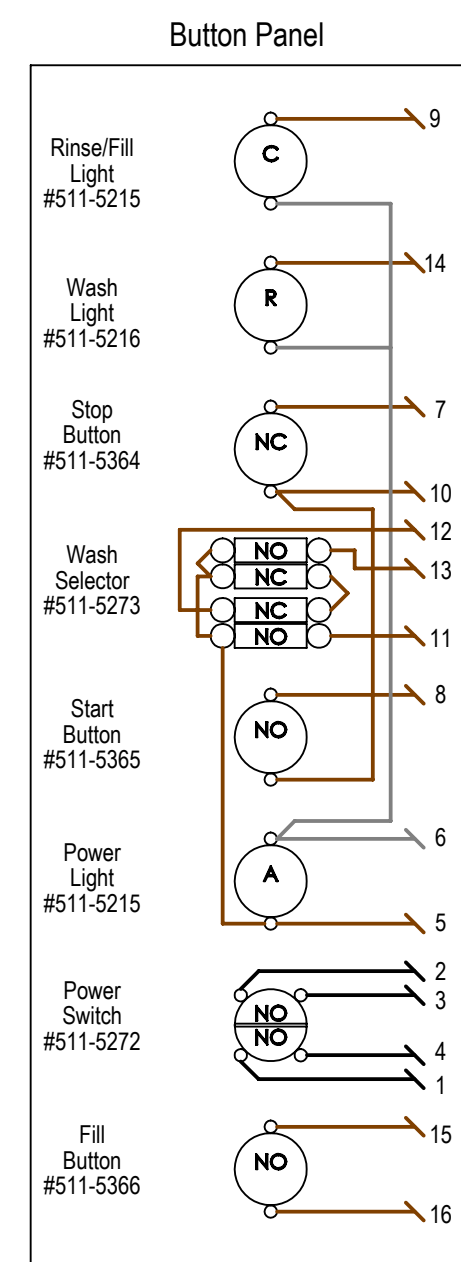 Button Panel
Rinse/Fill
Light
#511-5215
C
9
Wash
Light
#511-5216
R
14
Stop
Button
#511-5364
NC
7
10
12
Wash
Selector
#511-5273
NO
NC
NC
NO
13
11
Start
Button
#511-5365
NO
8
Power
Light
#511-5215
A
6
5
Power
Switch
#511-5272
NO
NO
2
3
4
1
Fill
Button
#511-5366
NO
15
16